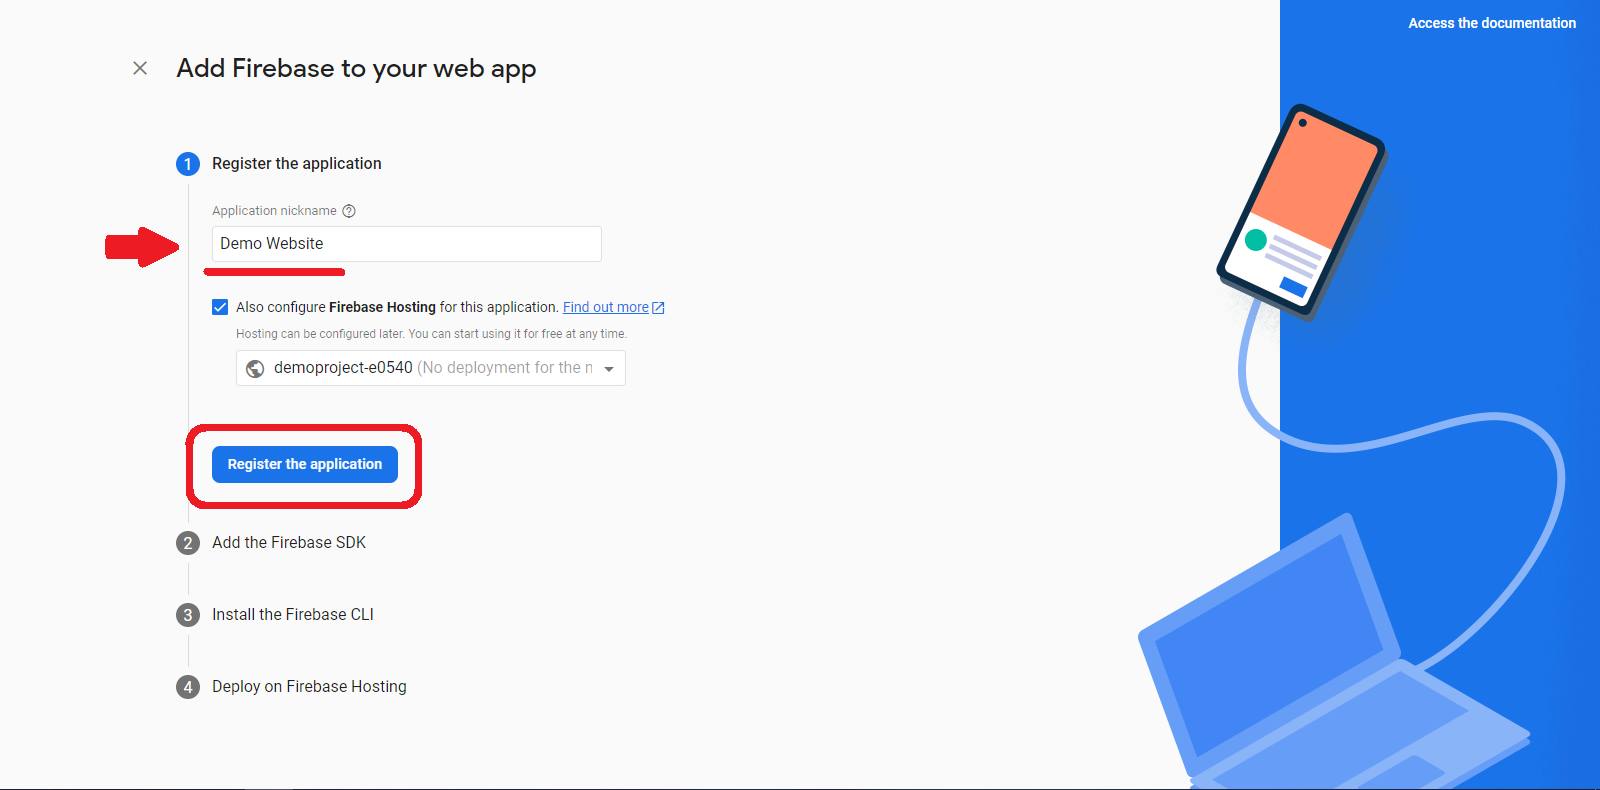 Access the documentation
Add Firebase to your web app
1 Register the application
Application nickname ?
Demo Website
Also configure Firebase Hosting for this application. Find out more
Hosting can be configured later. You can start using it for free at any time.
demoproject-e0540 (No deployment for the n
Register the application
2 Add the Firebase SDK
3 Install the Firebase CLI
4 Deploy on Firebase Hosting